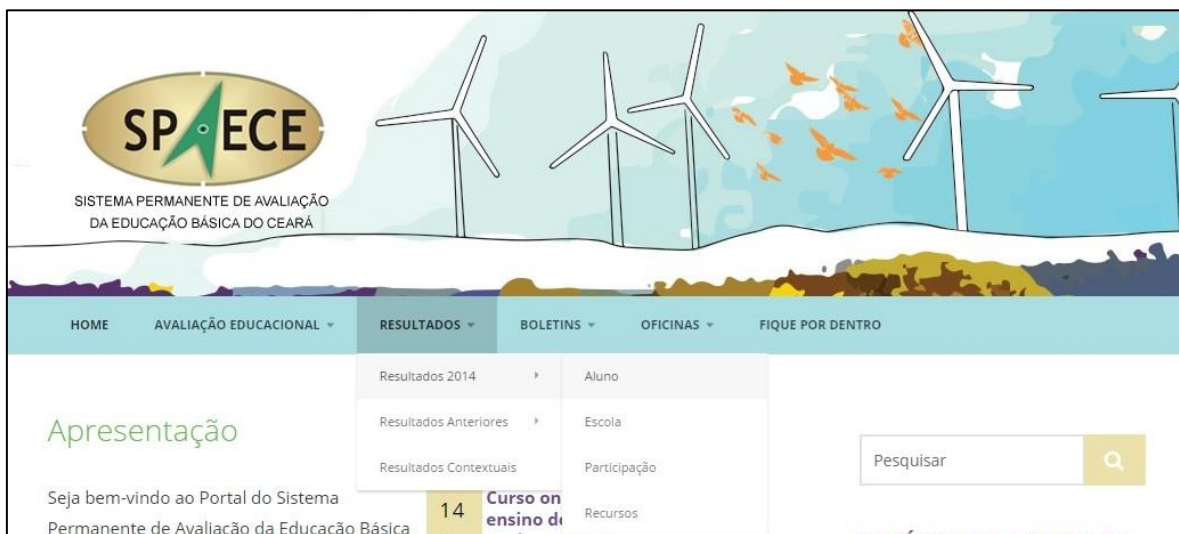 SPAECE
SISTEMA PERMANENTE DE AVALIAÇÃO
DA EDUCAÇÃO BÁSICA DO CEARÁ
HOME AVALIAÇÃO EDUCACIONAL RESULTADOS BOLETINS OFICINAS FIQUE POR DENTRO
Resultados 2014 Aluno
Resultados Anteriores Escola
Resultados Contextuais Participação
Recursos
Apresentação
Seja bem-vindo ao Portal do Sistema
Permanente de Avaliação da Educação Básica
14
Curso on
ensino de
Pesquisar